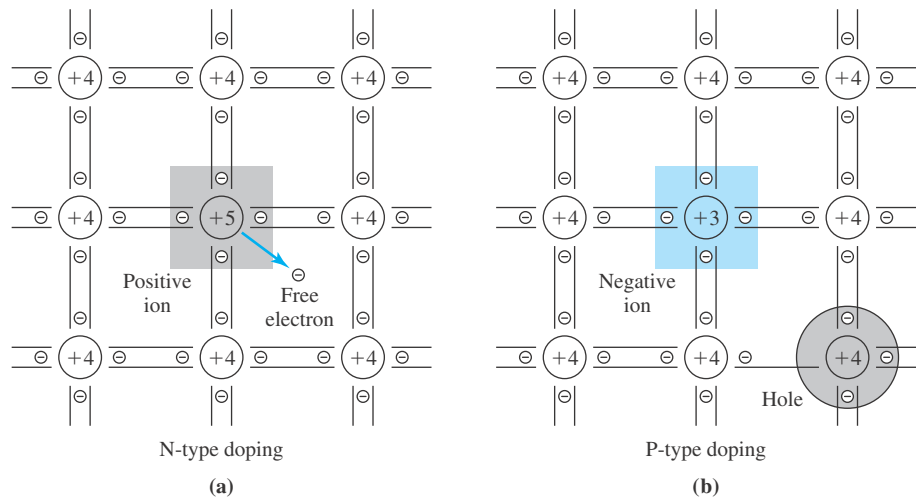 +4 +4 +4
+4 +5 +4
Positive
ion
Free
electron
+4 +4 +4
N-type doping
(a)
+4 +4 +4
+4 +3 +4
Negative
ion
+4 +4 +4
Hole
P-type doping
(b)